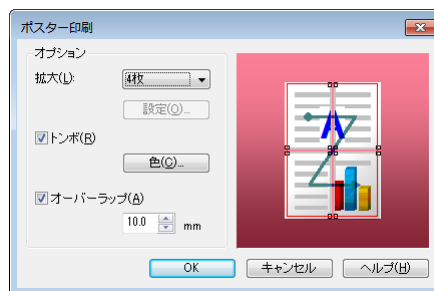 ポスター印刷
オプション
拡大(L):
4枚
設定(O)...
トンボ(R)
色(C)...
オーバーラップ(A)
10.0 mm
A
OK キャンセル ヘルプ(H)